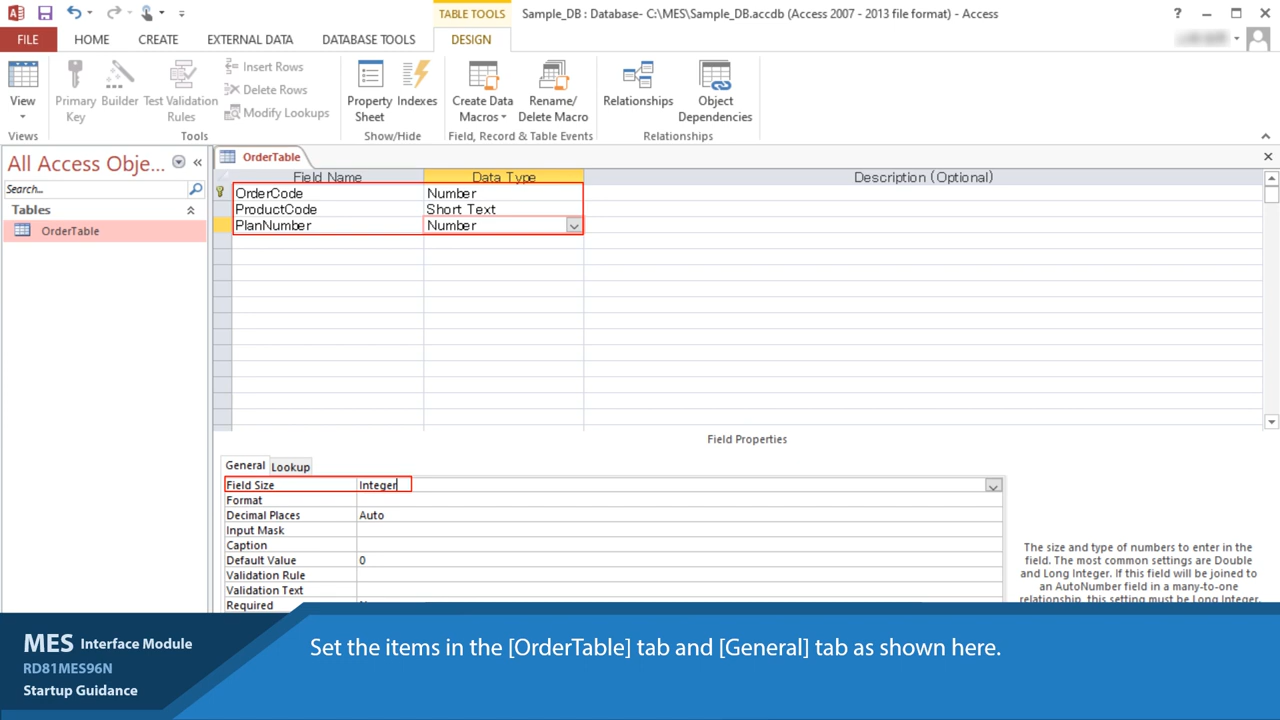 TABLE TOOLS
Sample_DB : Database- C:\MES\Sample_DB.accdb (Access 2007 - 2013 file format) - Access
FILE HOME CREATE EXTERNAL DATA DATABASE TOOLS DESIGN
View
Primary Key
Builder
Test Validation Rules
Insert Rows
Delete Rows
Modify Lookups
Property Sheet
Indexes
Create Data Macros
Rename/ Delete Macro
Relationships
Object Dependencies
Views Tools Show/Hide Field, Record & Table Events Relationships
All Access Obje...
Search...
Tables
OrderTable
OrderTable
Field Name Data Type Description (Optional)
OrderCode Number
ProductCode Short Text
PlanNumber Number
Field Properties
General Lookup
Field Size Integer
Format
Decimal Places Auto
Input Mask
Caption
Default Value 0
Validation Rule
Validation Text
Required
The size and type of numbers to enter in the
field. The most common settings are Double
and Long Integer. If this field will be joined to
an AutoNumber field in a many-to-one
relationship, this setting must be Long Integer.
MES Interface Module
RD81MES96N
Startup Guidance
Set the items in the [OrderTable] tab and [General] tab as shown here.